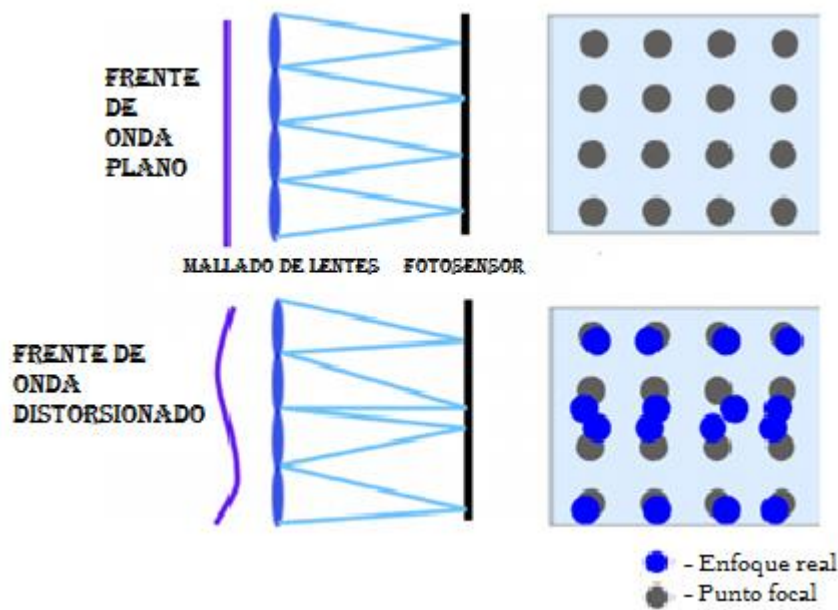 FRENTE
DE
ONDA
PLANO
MALLADO DE LENTES FOTOSENSOR
FRENTE DE
ONDA
DISTORSIONADO
- Enfoque real
- Punto focal